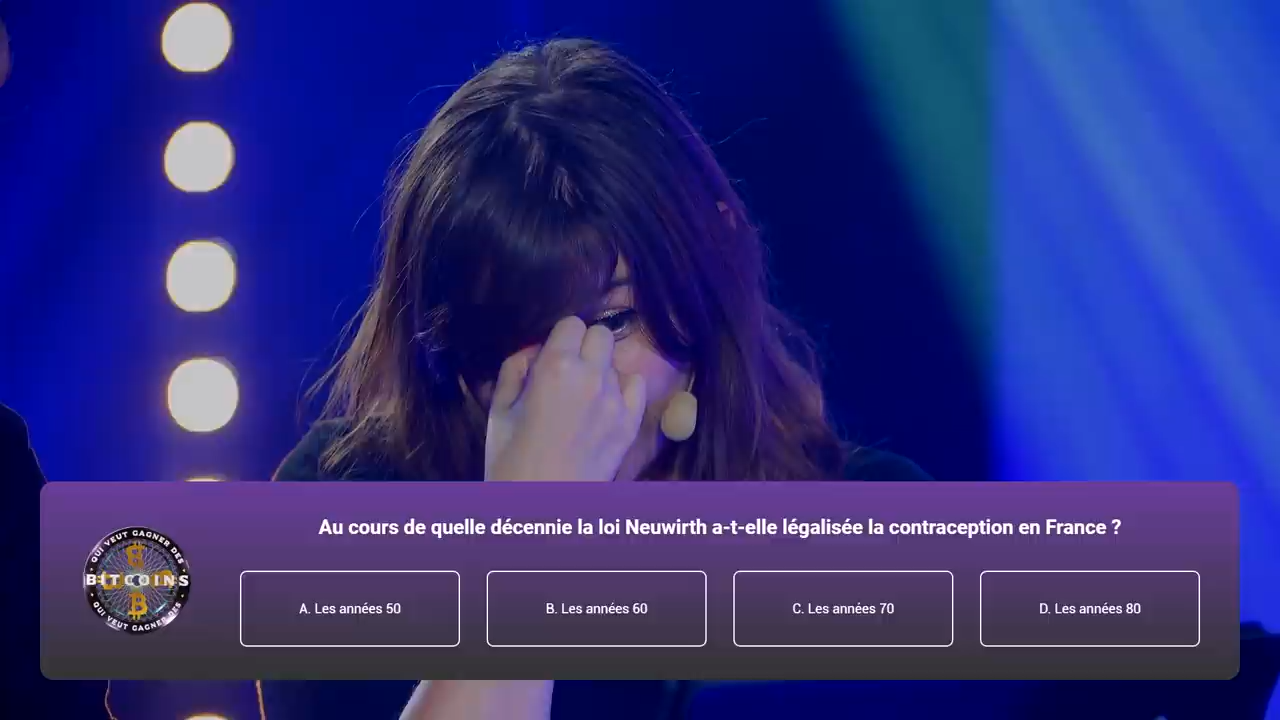 Au cours de quelle décennie la loi Neuwirth a-t-elle légalisée la contraception en France ?
QUI VEUT GAGNER DES
BITCOINS
QUI VEUT GAGNER DES
A. Les années 50
B. Les années 60
C. Les années 70
D. Les années 80